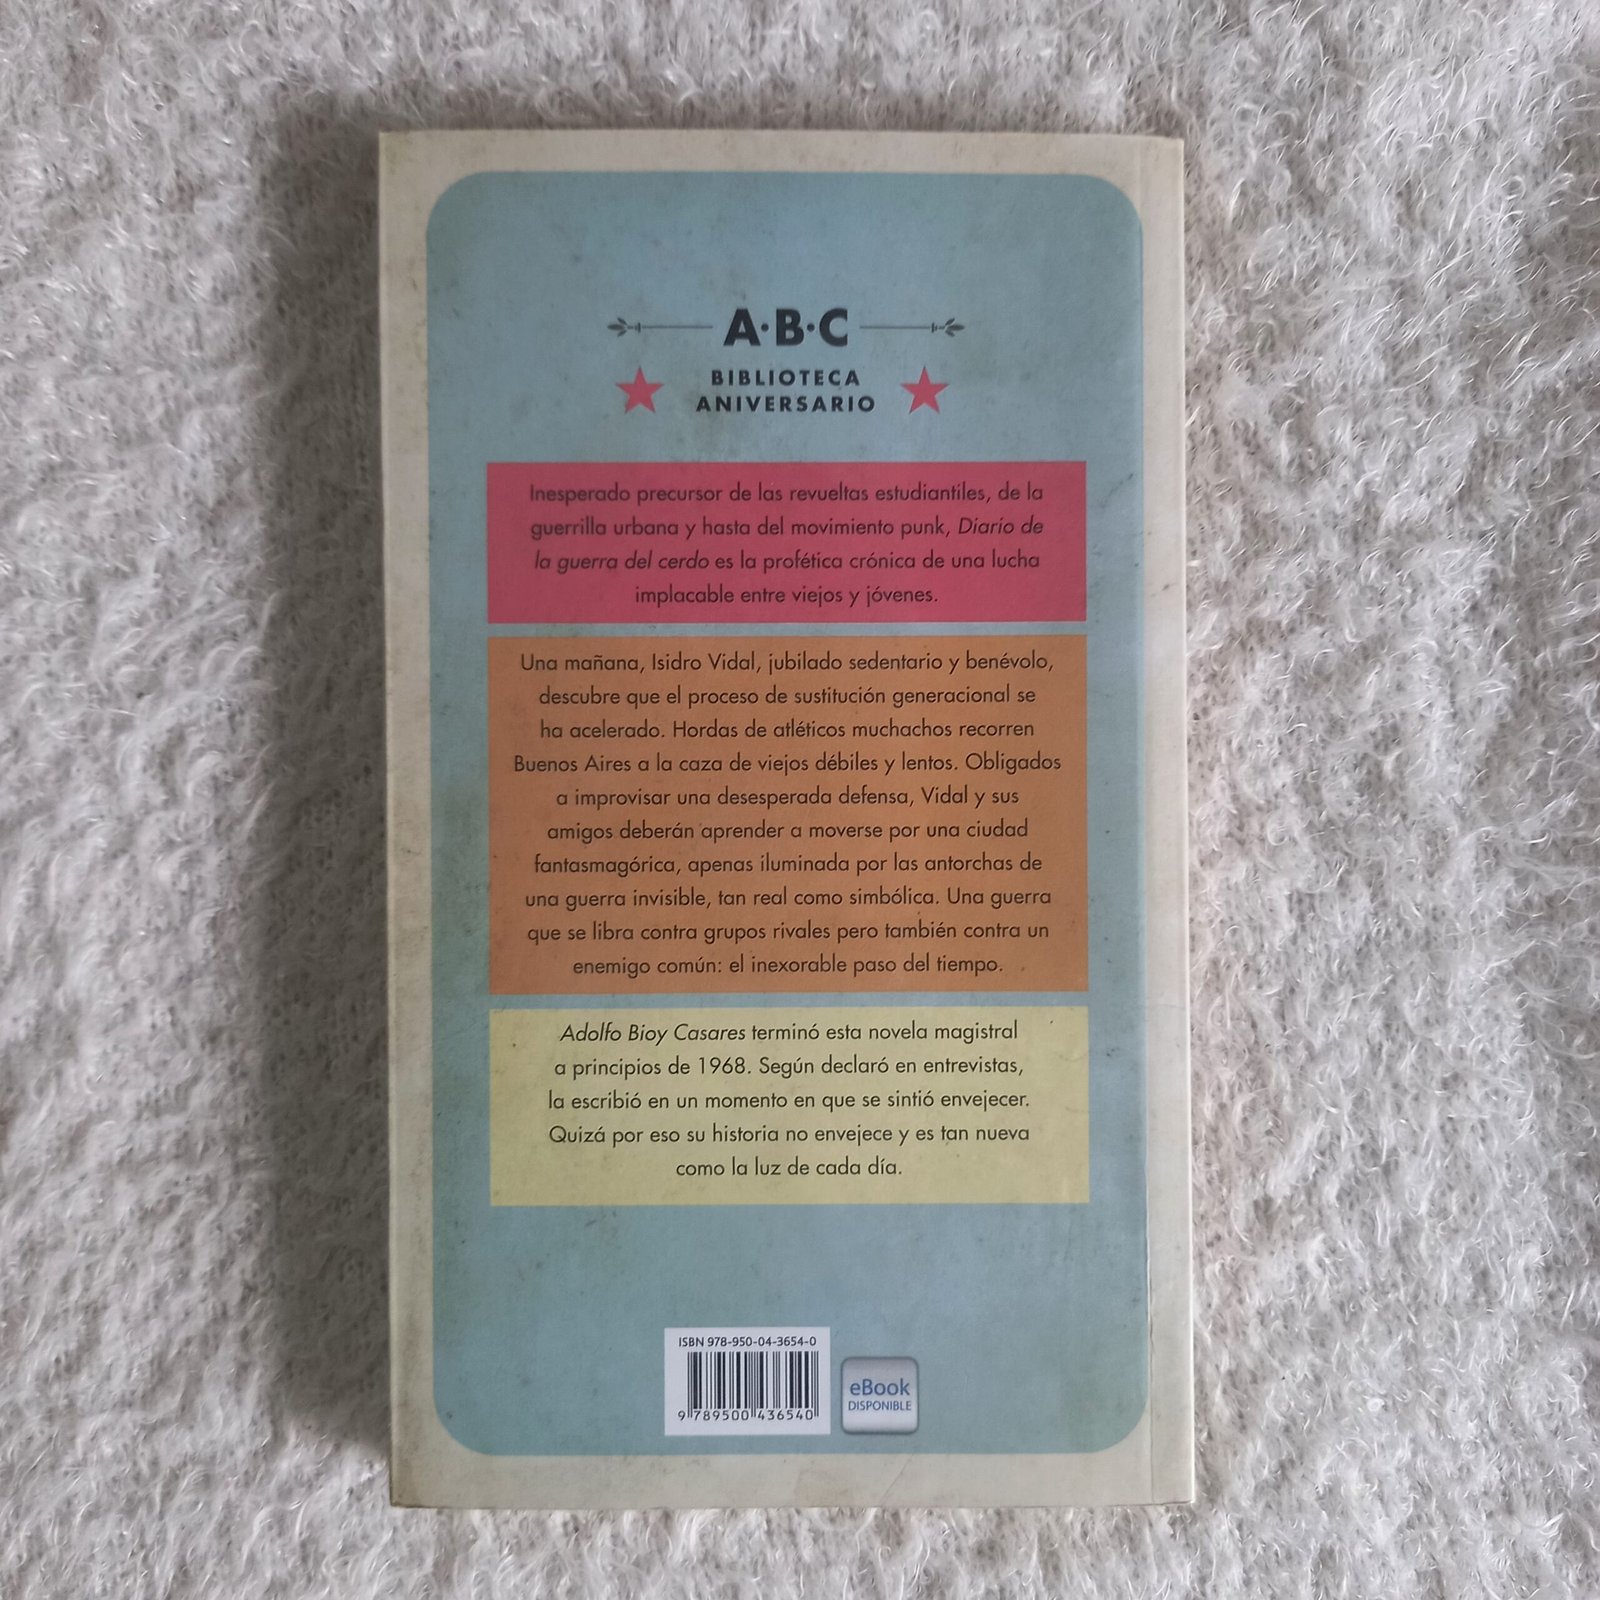 A·B·C
BIBLIOTECA
ANIVERSARIO
Inesperado precursor de las revueltas estudiantiles, de la
guerrilla urbana y hasta del movimiento punk, Diario de
la guerra del cerdo es la profética crónica de una lucha
implacable entre viejos y jóvenes.
Una mañana, Isidro Vidal, jubilado sedentario y benévolo,
descubre que el proceso de sustitución generacional se
ha acelerado. Hordas de atléticos muchachos recorren
Buenos Aires a la caza de viejos débiles y lentos. Obligados
a improvisar una desesperada defensa, Vidal y sus
amigos deberán aprender a moverse por una ciudad
fantasmagórica, apenas iluminada por las antorchas de
una guerra invisible, tan real como simbólica. Una guerra
que se libra contra grupos rivales pero también contra un
enemigo común: el inexorable paso del tiempo.
Adolfo Bioy Casares terminó esta novela magistral
a principios de 1968. Según declaró en entrevistas,
la escribió en un momento en que se sintió envejecer.
Quizá por eso su historia no envejece y es tan nueva
como la luz de cada día.
ISBN 978-950-04-3654-0
9 789500 436540
eBook
DISPONIBLE